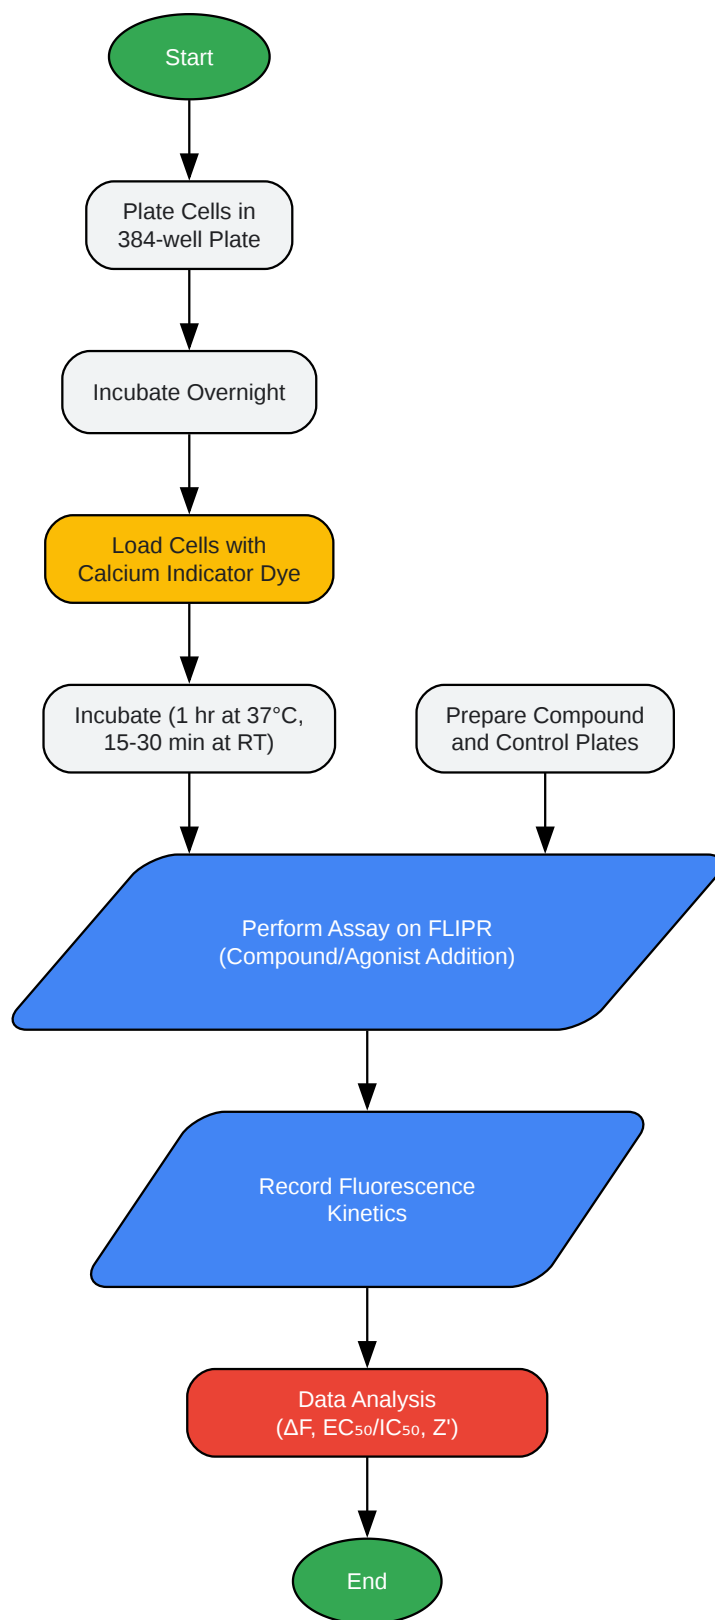 Start
Plate Cells in
384-well Plate
Incubate Overnight
Load Cells with
Calcium Indicator Dye
Incubate (1 hr at 37°C,
15-30 min at RT)
Prepare Compound
and Control Plates
Perform Assay on FLIPR
(Compound/Agonist Addition)
Record Fluorescence
Kinetics
Data Analysis
(ΔF, EC₅₀/IC₅₀, Z')
End